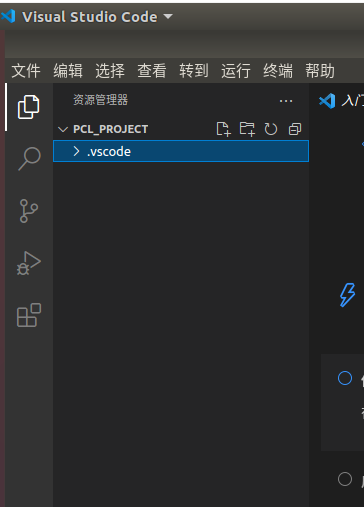 Visual Studio Code
文件 编辑 选择 查看 转到 运行 终端 帮助
资源管理器
入门
PCL_PROJECT
.vscode